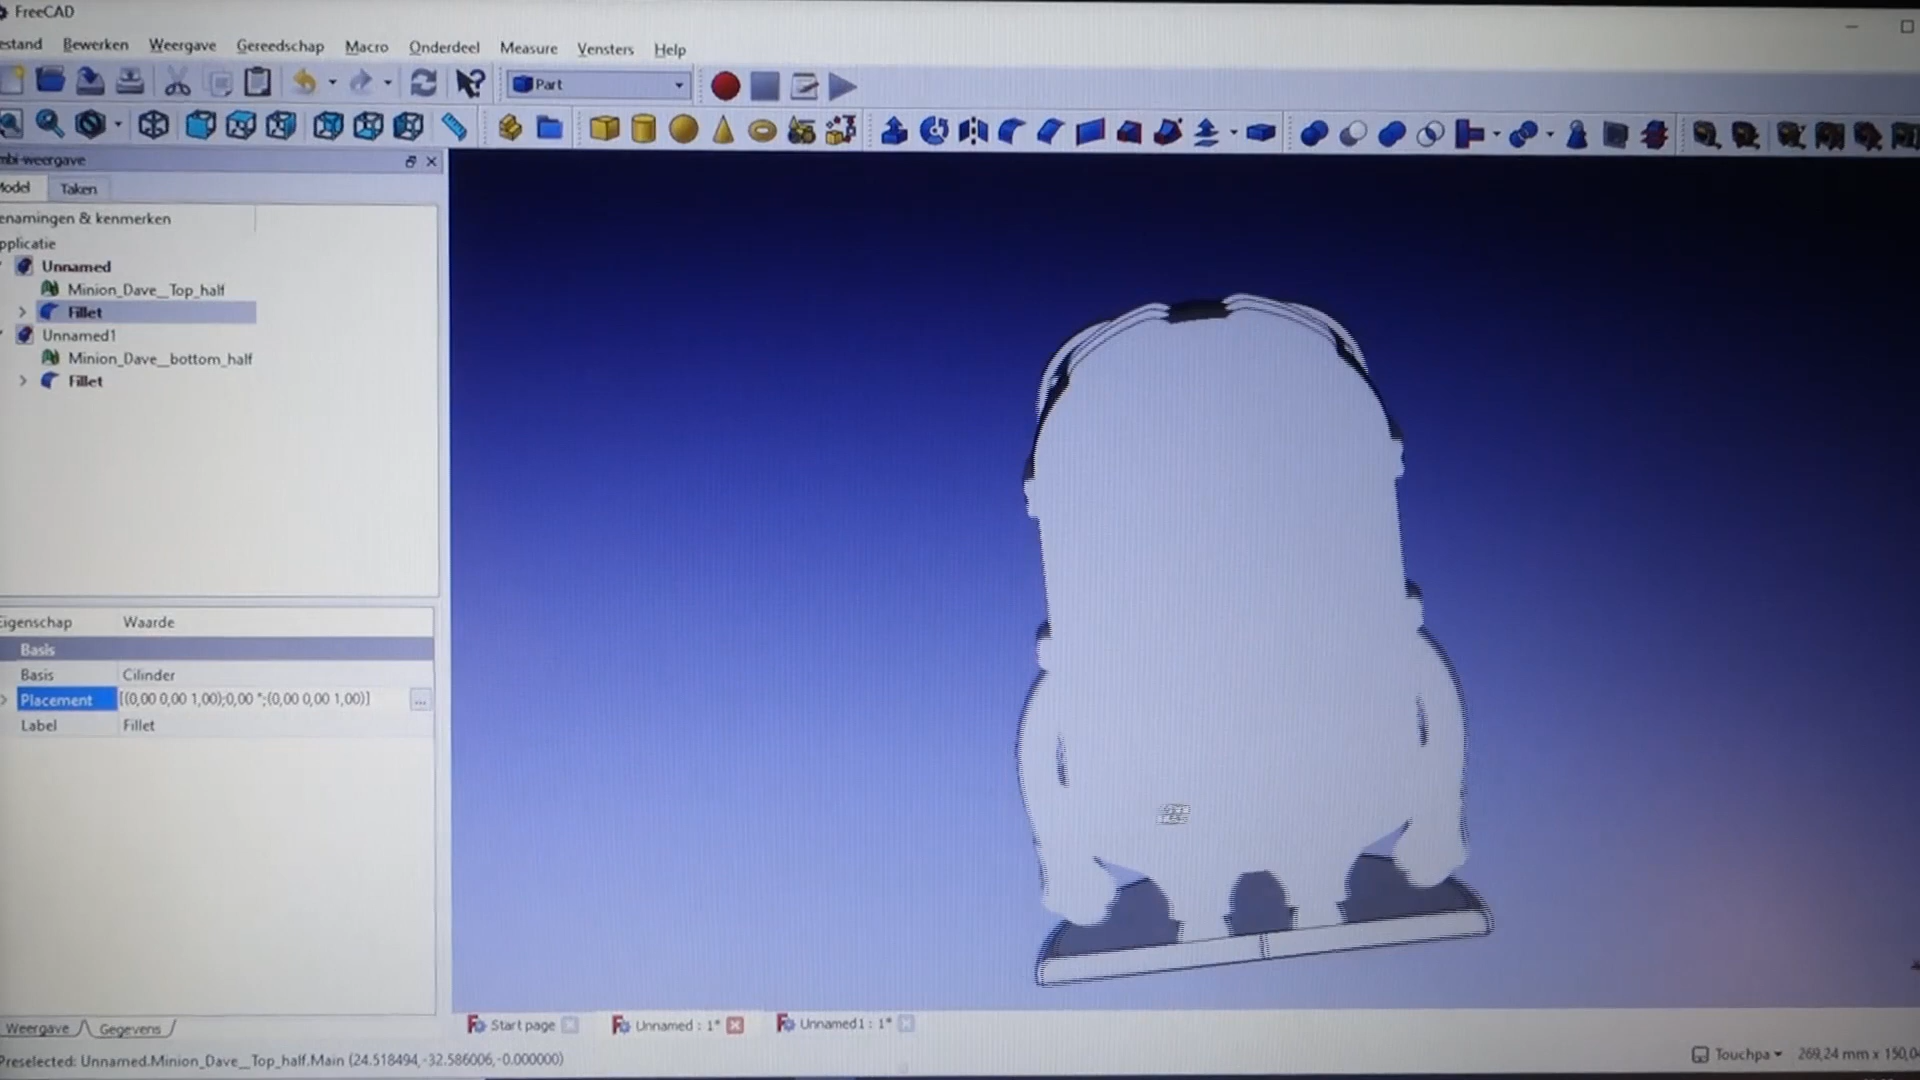 FreeCAD
estand Bewerken Weergave Gereedschap Macro Onderdeel Measure Vensters Help
Part
mbi-weergave
Model Taken
enamingen & kenmerken
pplicatie
Unnamed
Minion_Dave__Top_half
Fillet
Unnamed1
Minion_Dave__bottom_half
Fillet
Eigenschap Waarde
Basis
Basis Cilinder
Placement [(0,00 0,00 1,00);0,00 °;(0,00 0,00 1,00)] ...
Label Fillet
Weergave Gegevens
Start page Unnamed : 1* Unnamed1 : 1*
Preselected: Unnamed.Minion_Dave__Top_half.Main (24.518494,-32.586006,-0.000000)
Touchpa 269,24 mm x 150,0